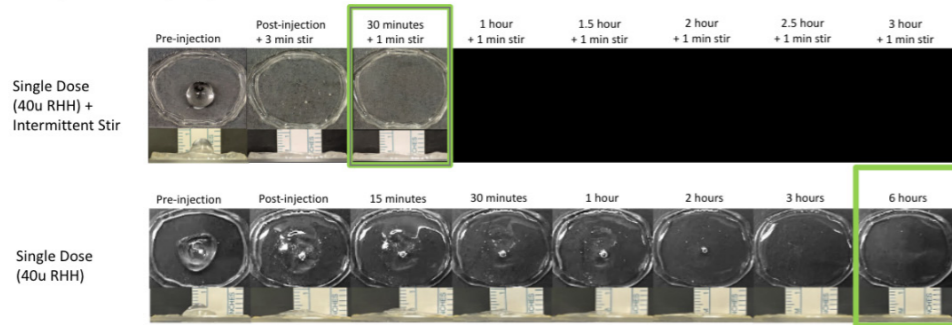 Post-injection 30 minutes 1 hour 1.5 hour 2 hour 2.5 hour 3 hour
Pre-injection + 3 min stir + 1 min stir + 1 min stir + 1 min stir + 1 min stir + 1 min stir + 1 min stir
Single Dose
(40u RHH) +
Intermittent Stir
Pre-injection Post-injection 15 minutes 30 minutes 1 hour 2 hours 3 hours 6 hours
Single Dose
(40u RHH)